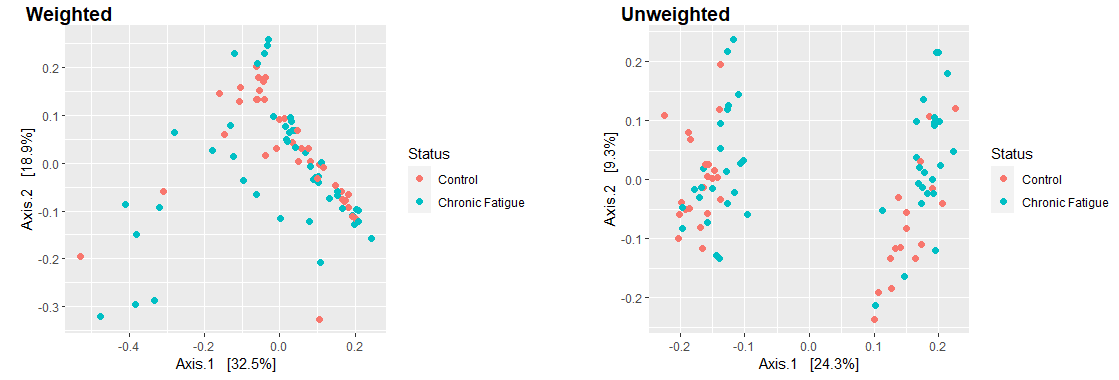 Weighted
0.2
0.1
0.0
-0.1
-0.2
-0.3
Axis.2 [18.9%]
-0.4
-0.2
0.0
0.2
Axis.1 [32.5%]
Status
Control
Chronic Fatigue
Unweighted
0.2
0.1
0.0
-0.1
-0.2
Axis.2 [9.3%]
-0.2
-0.1
0.0
0.1
0.2
Axis.1 [24.3%]
Status
Control
Chronic Fatigue